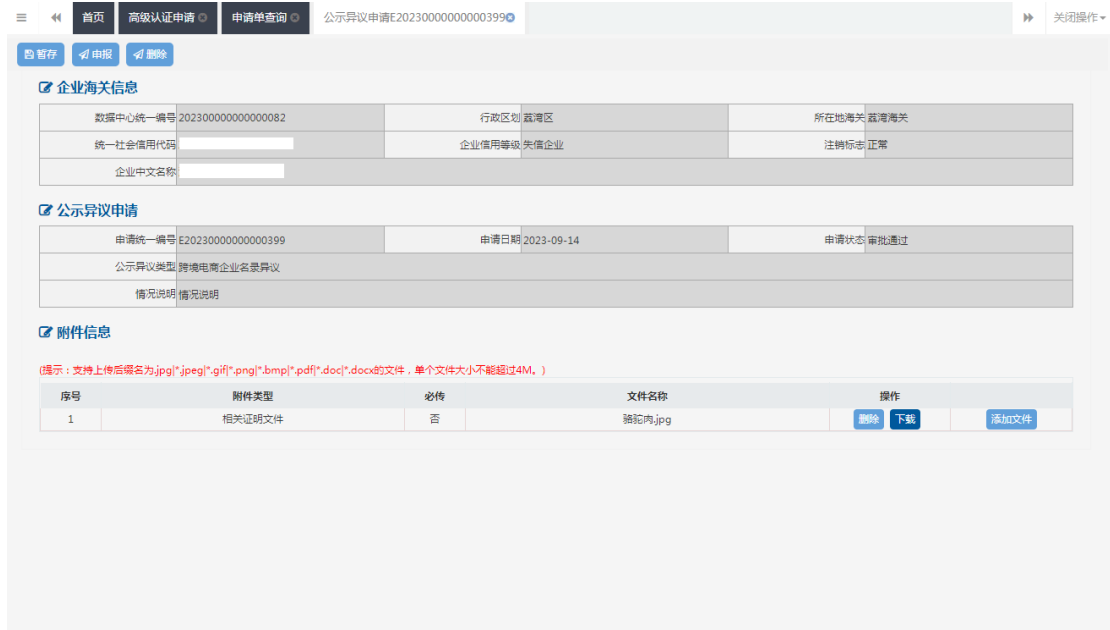 首页 高级认证申请 申请单查询 公示异议申请E20230000000000399 关闭操作
暂存 申报 删除
企业海关信息
数据中心统一编号 202300000000000082 行政区划 荔湾区 所在地海关 荔湾海关
统一社会信用代码 企业信用等级 失信企业 注销标志 正常
企业中文名称
公示异议申请
申请统一编号 E20230000000000399 申请日期 2023-09-14 申请状态 审批通过
公示异议类型 跨境电商企业名录异议
情况说明 情况说明
附件信息
(提示：支持上传后缀名为.jpg|*.jpeg|*.gif|*.png|*.bmp|*.pdf|*.doc|*.docx的文件，单个文件大小不能超过4M。)
序号 附件类型 必传 文件名称 操作
1 相关证明文件 否 骆驼肉.jpg 删除 下载 添加文件